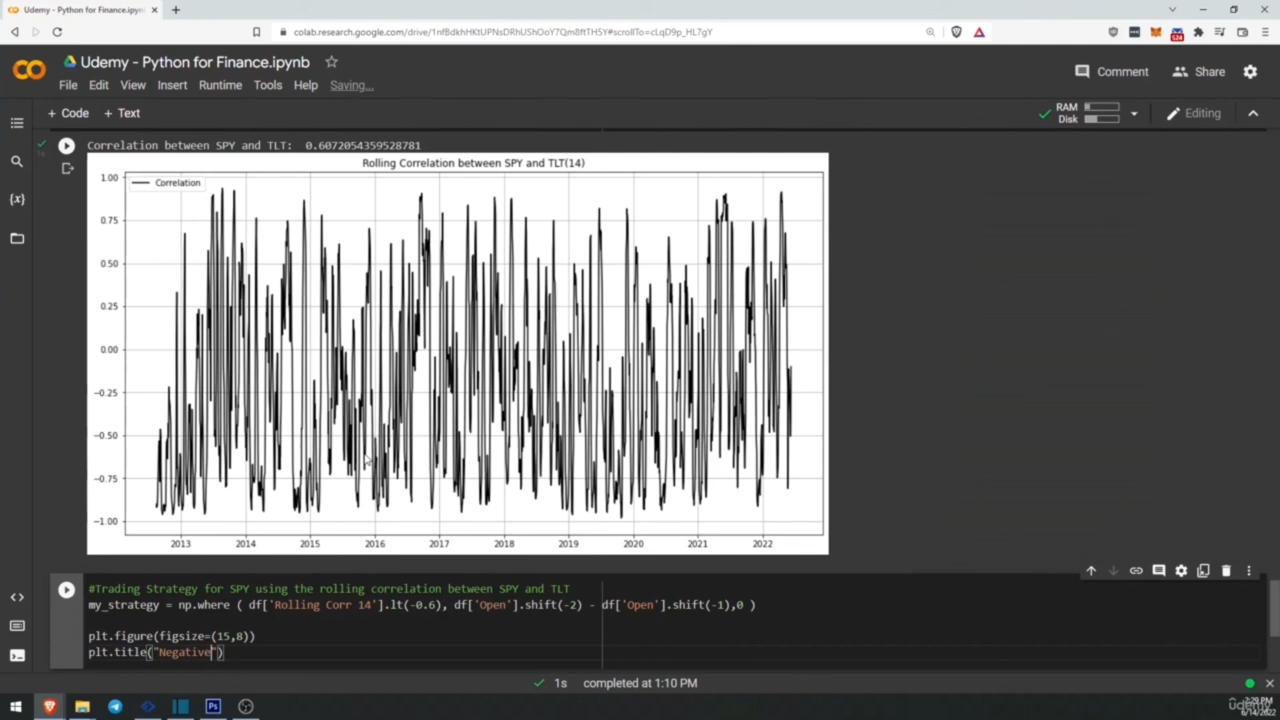 Udemy - Python for Finance.ipynb
colab.research.google.com/drive/1nfBdkhHKtUPNsDRhUShOoY7Qm8ftTH5Y#scrollTo=cLqD9p_HL7gY
524
Udemy - Python for Finance.ipynb
File Edit View Insert Runtime Tools Help Saving...
Comment Share
+ Code + Text
RAM
Disk
Editing
Correlation between SPY and TLT: 0.6072054359528781
Rolling Correlation between SPY and TLT(14)
Correlation
1.00
0.75
0.50
0.25
0.00
−0.25
−0.50
−0.75
−1.00
2013 2014 2015 2016 2017 2018 2019 2020 2021 2022
#Trading Strategy for SPY using the rolling correlation between SPY and TLT
my_strategy = np.where ( df['Rolling Corr 14'].lt(-0.6), df['Open'].shift(-2) - df['Open'].shift(-1),0 )
plt.figure(figsize=(15,8))
plt.title("Negative")
1s completed at 1:10 PM
Ps
6/14/2022
udemy